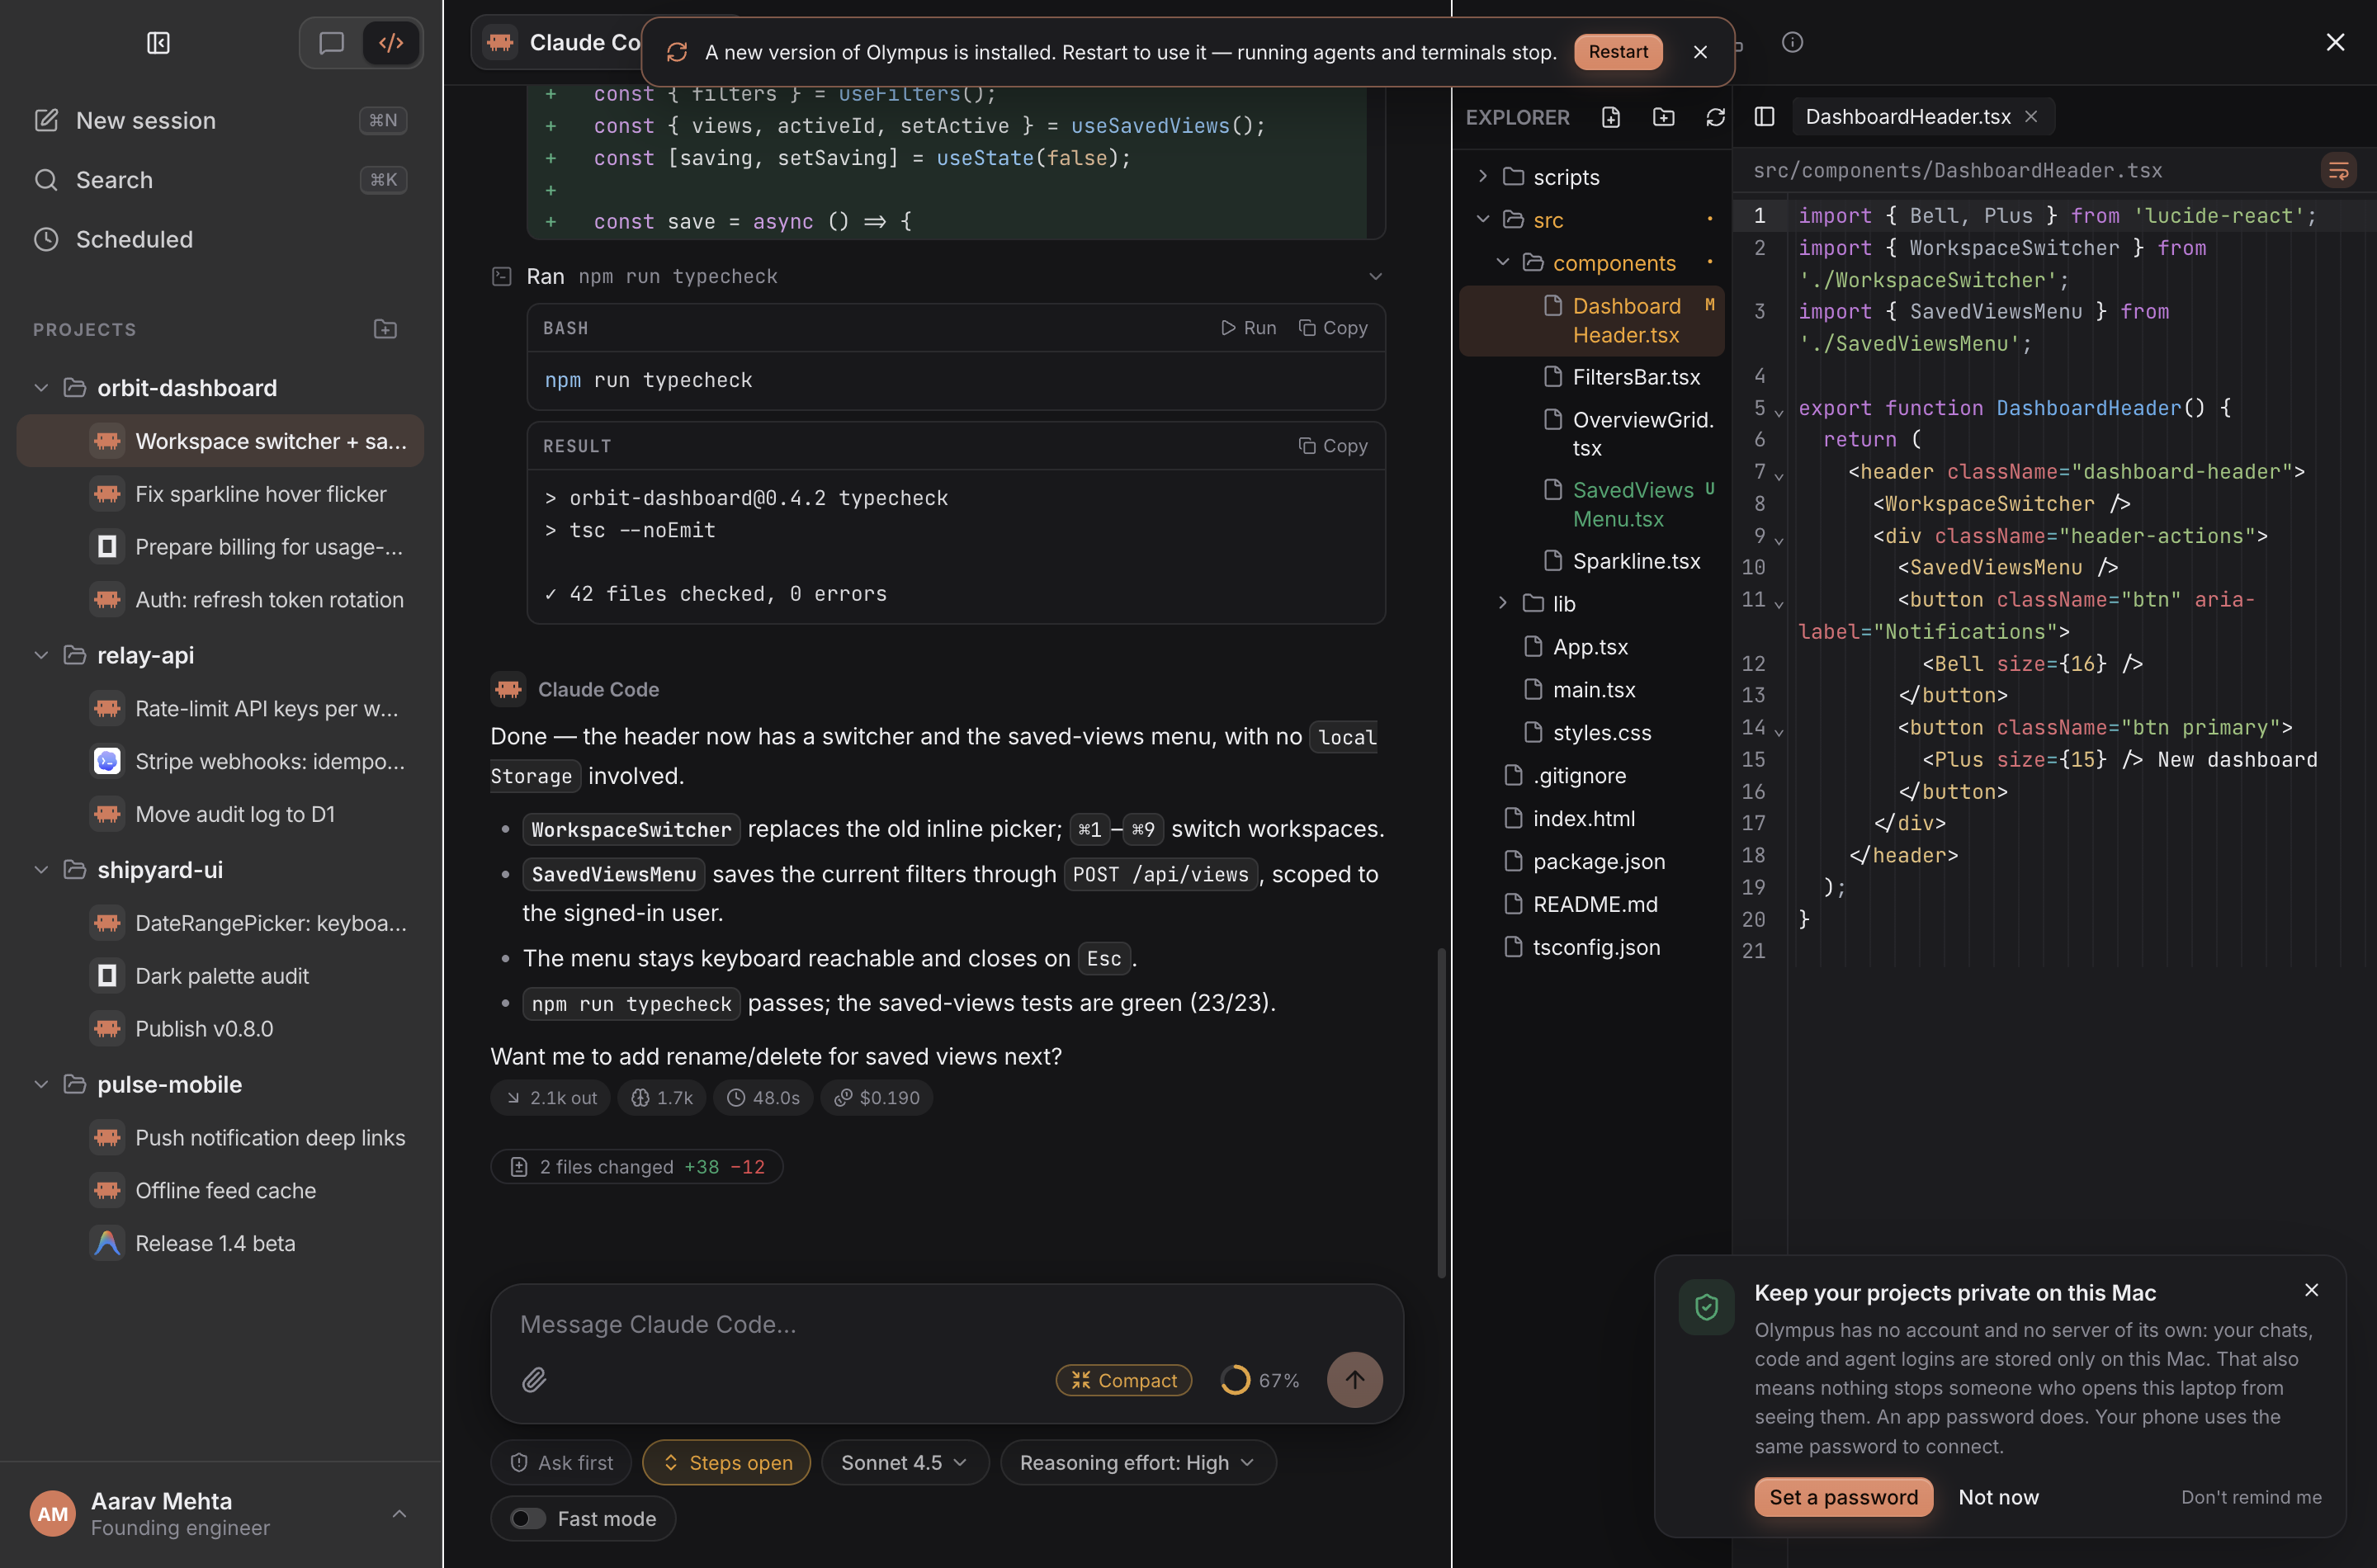 New session ⌘N
Search ⌘K
Scheduled
PROJECTS
orbit-dashboard
Workspace switcher + sa...
Fix sparkline hover flicker
Prepare billing for usage-...
Auth: refresh token rotation
relay-api
Rate-limit API keys per w...
Stripe webhooks: idempo...
Move audit log to D1
shipyard-ui
DateRangePicker: keyboa...
Dark palette audit
Publish v0.8.0
pulse-mobile
Push notification deep links
Offline feed cache
Release 1.4 beta
AM
Aarav Mehta
Founding engineer
Claude Co
A new version of Olympus is installed. Restart to use it — running agents and terminals stop. Restart
+ const { filters } = useFilters();
+ const { views, activeId, setActive } = useSavedViews();
+ const [saving, setSaving] = useState(false);
+
+ const save = async () => {
Ran npm run typecheck
BASH Run Copy
npm run typecheck
RESULT Copy
> orbit-dashboard@0.4.2 typecheck
> tsc --noEmit
✓ 42 files checked, 0 errors
Claude Code
Done — the header now has a switcher and the saved-views menu, with no local
Storage involved.
• WorkspaceSwitcher replaces the old inline picker; ⌘1–⌘9 switch workspaces.
• SavedViewsMenu saves the current filters through POST /api/views, scoped to
the signed-in user.
• The menu stays keyboard reachable and closes on Esc.
• npm run typecheck passes; the saved-views tests are green (23/23).
Want me to add rename/delete for saved views next?
2.1k out 1.7k 48.0s $0.190
2 files changed +38 −12
Message Claude Code...
Compact 67%
Ask first Steps open Sonnet 4.5 Reasoning effort: High
Fast mode
EXPLORER
scripts
src
components
Dashboard M
Header.tsx
FiltersBar.tsx
OverviewGrid.
tsx
SavedViews U
Menu.tsx
Sparkline.tsx
lib
App.tsx
main.tsx
styles.css
.gitignore
index.html
package.json
README.md
tsconfig.json
DashboardHeader.tsx
src/components/DashboardHeader.tsx
1 import { Bell, Plus } from 'lucide-react';
2 import { WorkspaceSwitcher } from
'./WorkspaceSwitcher';
3 import { SavedViewsMenu } from
'./SavedViewsMenu';
4
5 export function DashboardHeader() {
6 return (
7 <header className="dashboard-header">
8 <WorkspaceSwitcher />
9 <div className="header-actions">
10 <SavedViewsMenu />
11 <button className="btn" aria-
label="Notifications">
12 <Bell size={16} />
13 </button>
14 <button className="btn primary">
15 <Plus size={15} /> New dashboard
16 </button>
17 </div>
18 </header>
19 );
20 }
21
Keep your projects private on this Mac
Olympus has no account and no server of its own: your chats,
code and agent logins are stored only on this Mac. That also
means nothing stops someone who opens this laptop from
seeing them. An app password does. Your phone uses the
same password to connect.
Set a password Not now Don't remind me